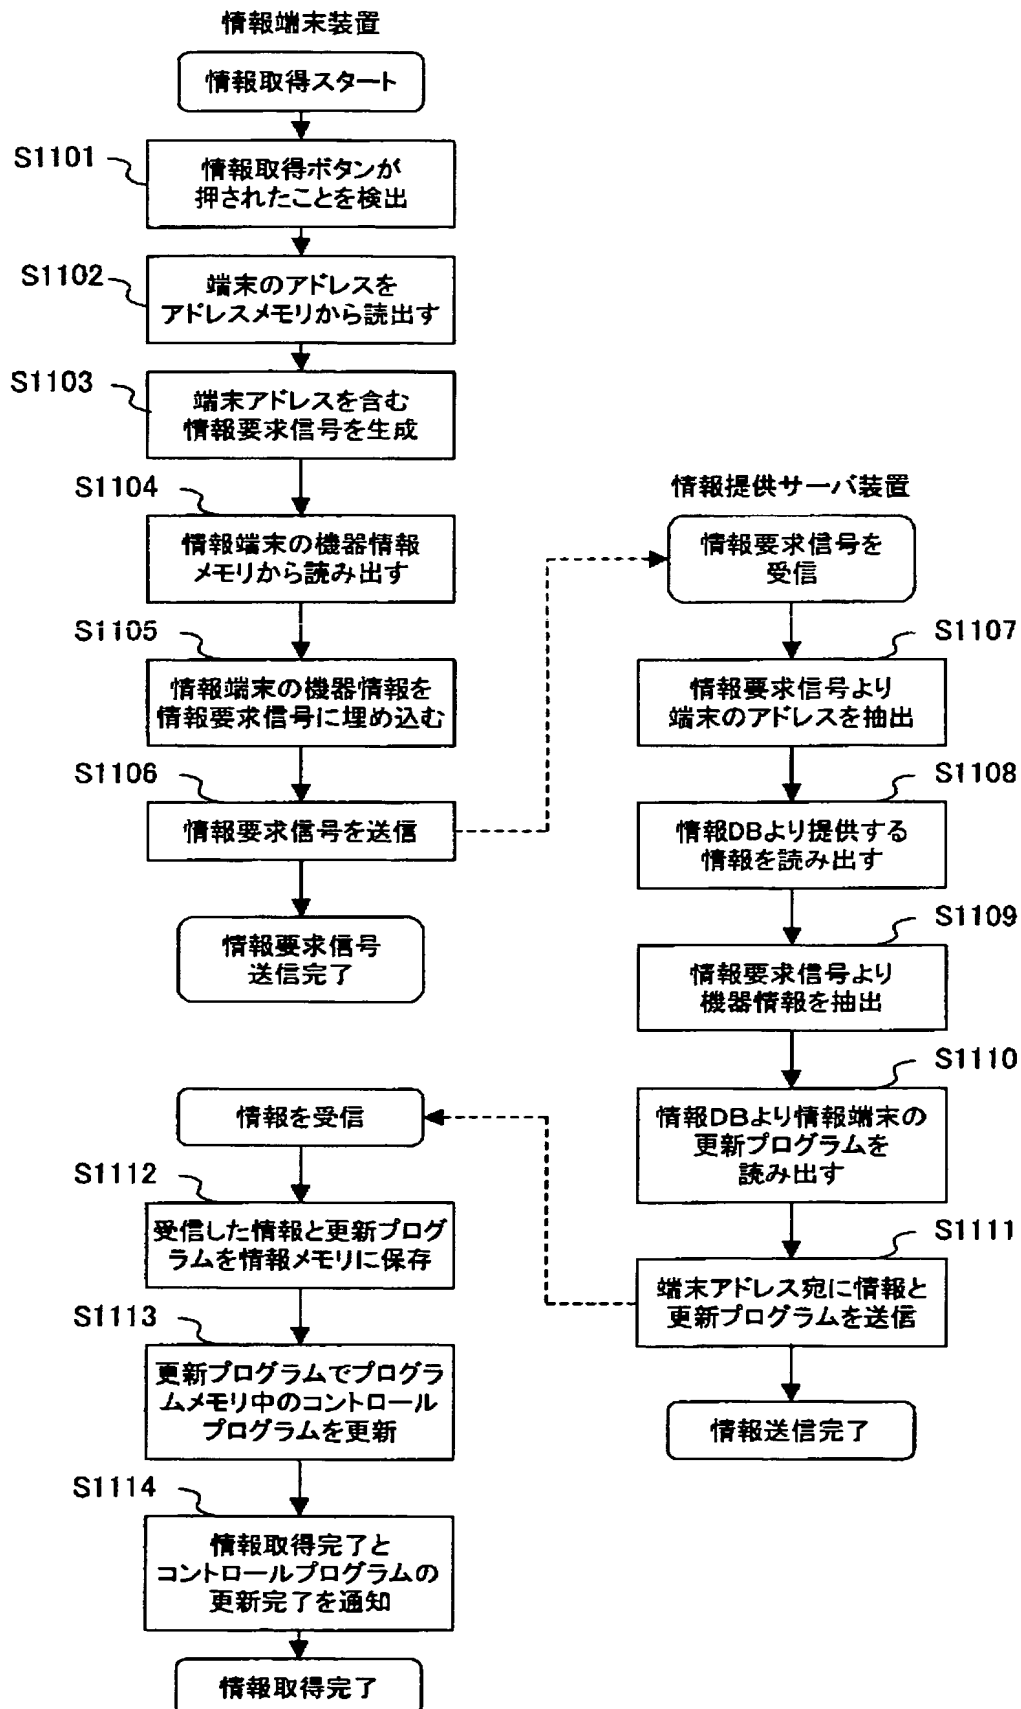 情報端末装置
情報取得スタート
S1101
情報取得ボタンが
押されたことを検出
S1102
端末のアドレスを
アドレスメモリから読出す
S1103
端末アドレスを含む
情報要求信号を生成
S1104
情報端末の機器情報
メモリから読み出す
S1105
情報端末の機器情報を
情報要求信号に埋め込む
S1106
情報要求信号を送信
情報要求信号
送信完了
情報提供サーバ装置
情報要求信号を
受信
S1107
情報要求信号より
端末のアドレスを抽出
S1108
情報DBより提供する
情報を読み出す
S1109
情報要求信号より
機器情報を抽出
S1110
情報DBより情報端末の
更新プログラムを
読み出す
S1111
端末アドレス宛に情報と
更新プログラムを送信
情報送信完了
情報を受信
S1112
受信した情報と更新プログ
ラムを情報メモリに保存
S1113
更新プログラムでプログラ
ムメモリ中のコントロール
プログラムを更新
S1114
情報取得完了と
コントロールプログラムの
更新完了を通知
情報取得完了